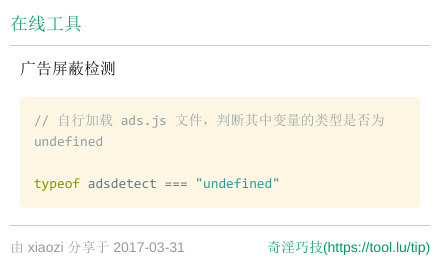 在线工具
广告屏蔽检测
// 自行加载 ads.js 文件，判断其中变量的类型是否为
undefined
typeof adsdetect === "undefined"
由 xiaozi 分享于 2017-03-31
奇淫巧技(https://tool.lu/tip)